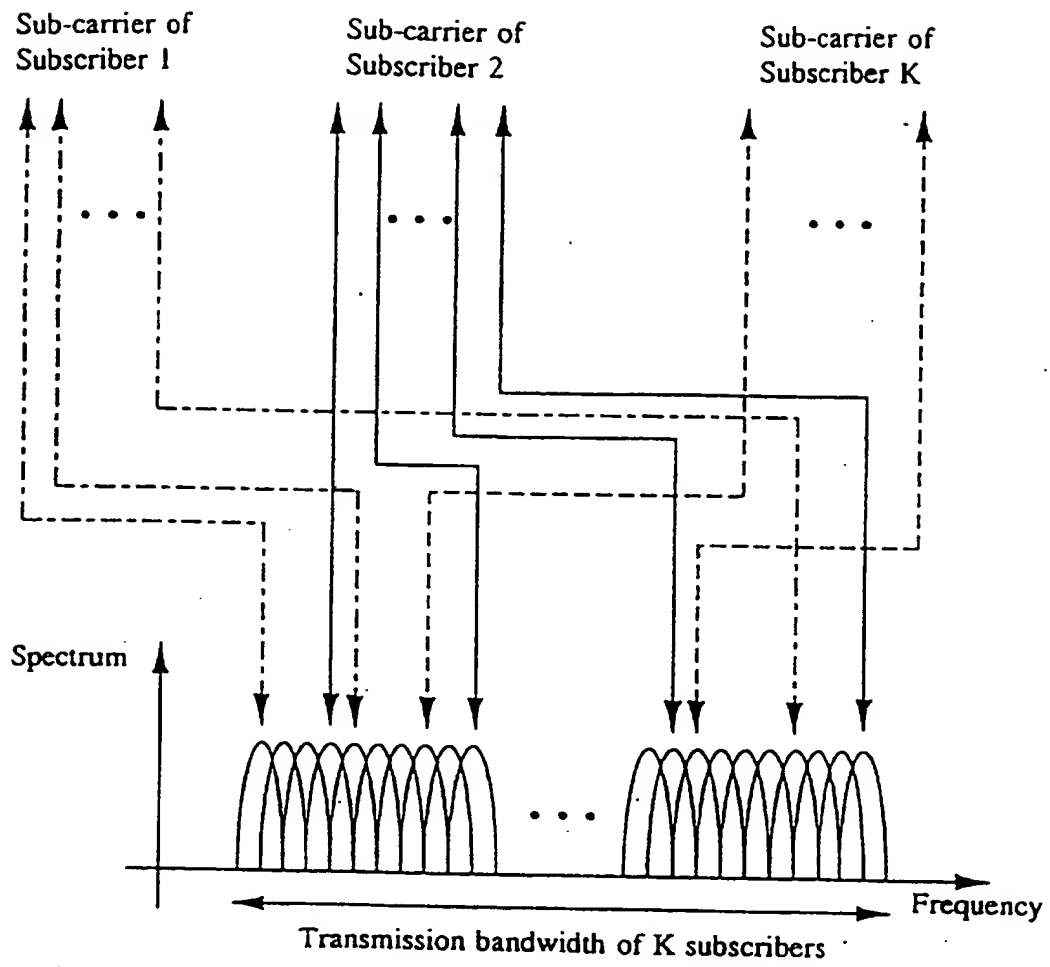 Sub-carrier of
Subscriber 1
Sub-carrier of
Subscriber 2
Sub-carrier of
Subscriber K
Spectrum
Frequency
Transmission bandwidth of K subscribers